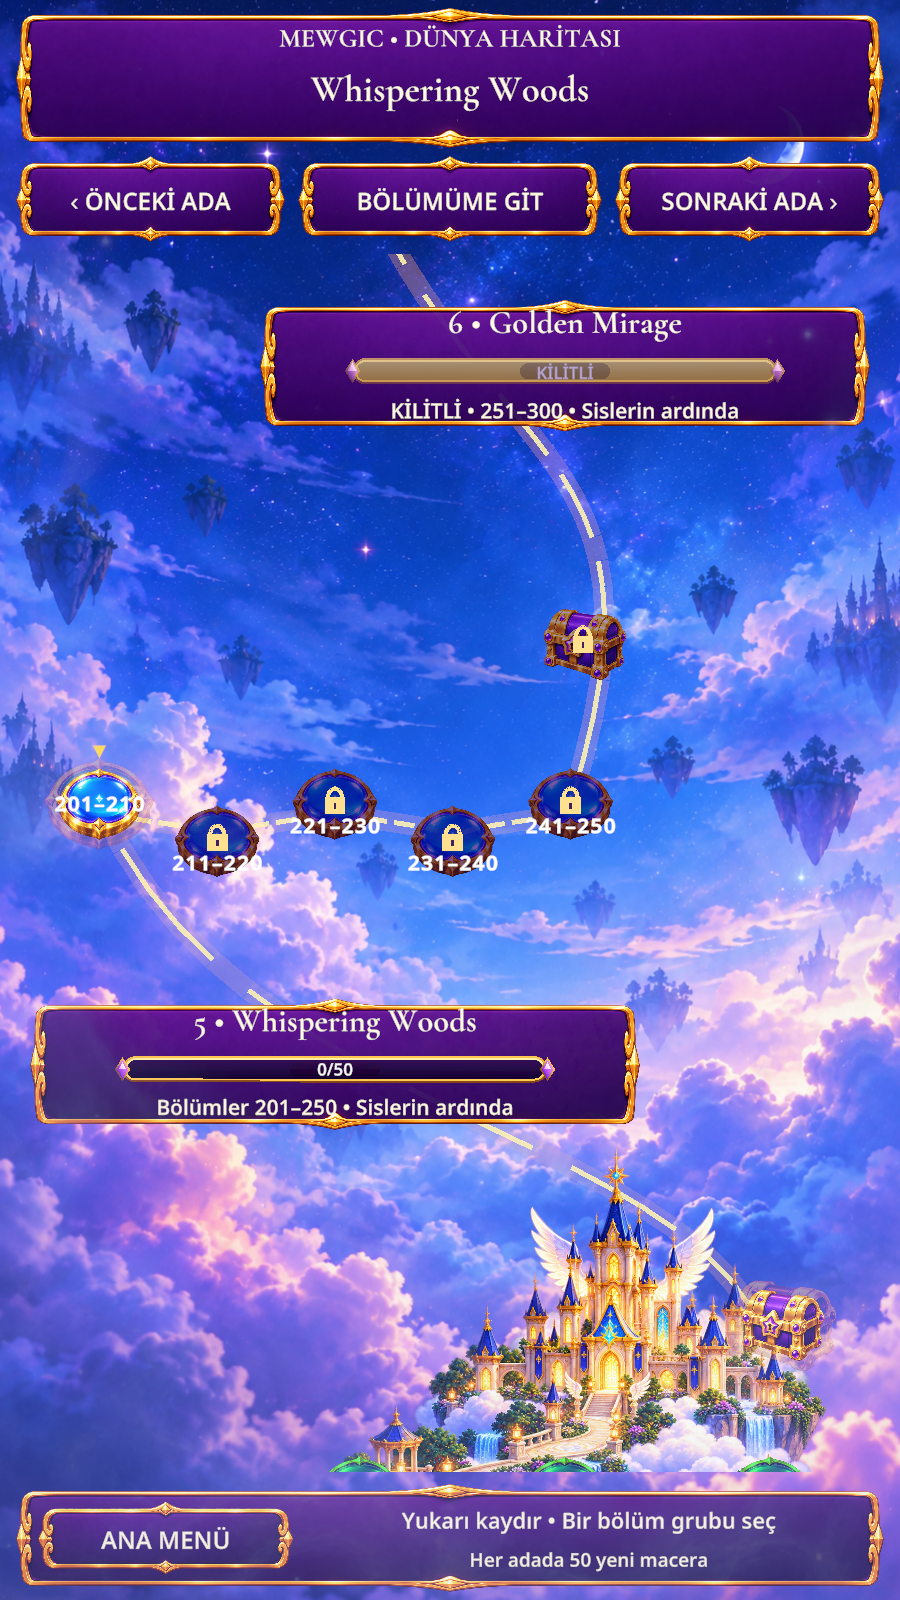 MEWGIC • DÜNYA HARİTASI
Whispering Woods
‹ ÖNCEKİ ADA
BÖLÜMÜME GİT
SONRAKİ ADA ›
6 • Golden Mirage
KİLİTLİ
KİLİTLİ • 251–300 • Sislerin ardında
201–210
211–220
221–230
231–240
241–250
5 • Whispering Woods
0/50
Bölümler 201–250 • Sislerin ardında
ANA MENÜ
Yukarı kaydır • Bir bölüm grubu seç
Her adada 50 yeni macera